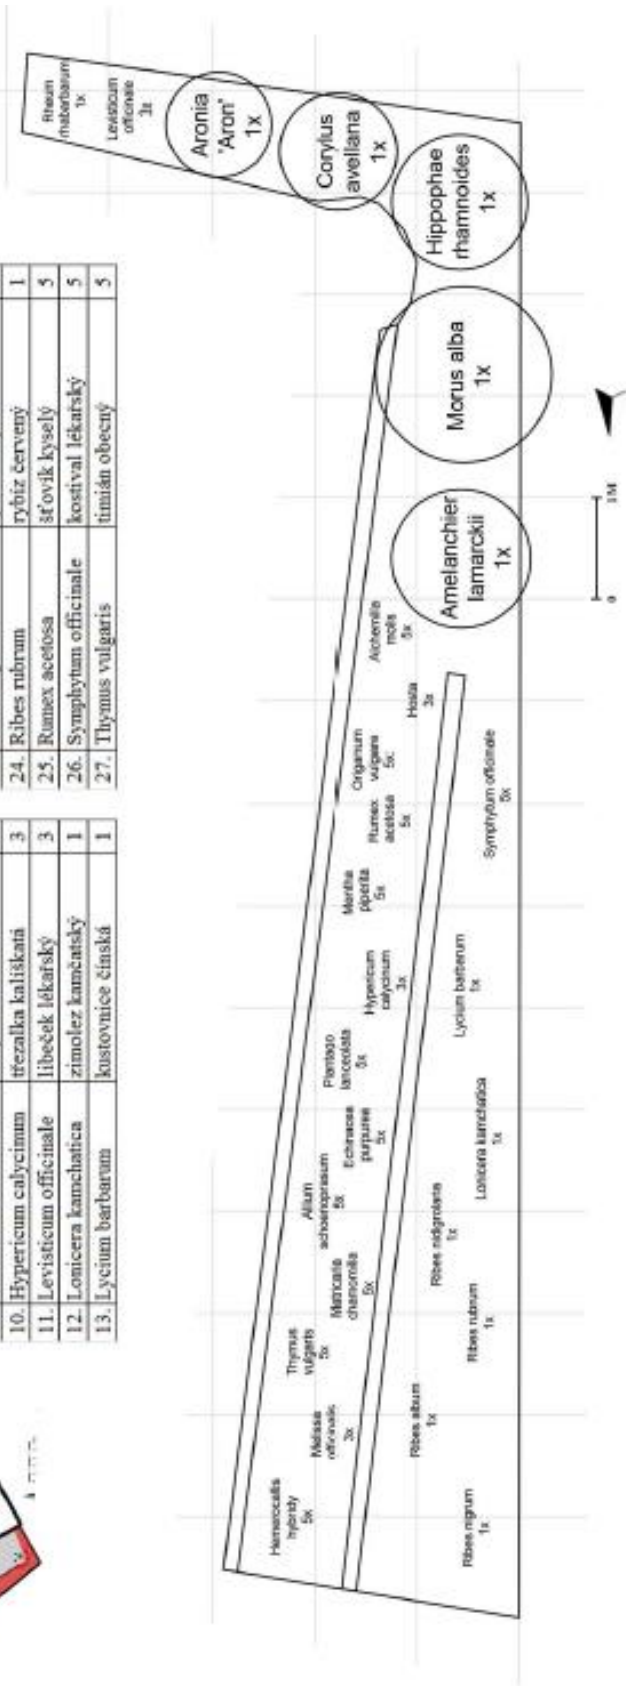 10. Hypericum calycinum třezalka kališkatá 3
11. Levisticum officinale libeček lékařský 3
12. Lonicera kamchatica zimolez kamčatský 1
13. Lycium barbarum kustovnice čínská 1
24. Ribes rubrum rybíz červený 1
25. Rumex acetosa šťovík kyselý 5
26. Symphytum officinale kostival lékařský 5
27. Thymus vulgaris timián obecný 5
Hemerocallis
hybridy
5x
Melissa
officinalis
3x
Thymus
vulgaris
5x
Matricaria
chamomilla
5x
Allium
schoenoprasum
5x
Echinacea
purpurea
5x
Plantago
lanceolata
5x
Hypericum
calycinum
3x
Mentha
piperita
5x
Rumex
acetosa
5x
Origanum
vulgare
5x
Hosta
3x
Alchemilla
molis
5x
Ribes nigrum
1x
Ribes album
1x
Ribes rubrum
1x
Ribes nidigrolaria
1x
Lonicera kamchatica
1x
Lycium barbarum
1x
Symphytum officinale
5x
Amelanchier
lamarckii
1x
Morus alba
1x
Hippophae
rhamnoides
1x
Corylus
avellana
1x
Aronia
"Aron"
1x
Levisticum
officinale
3x
Rheum
rhabarbarum
1x
0 1M